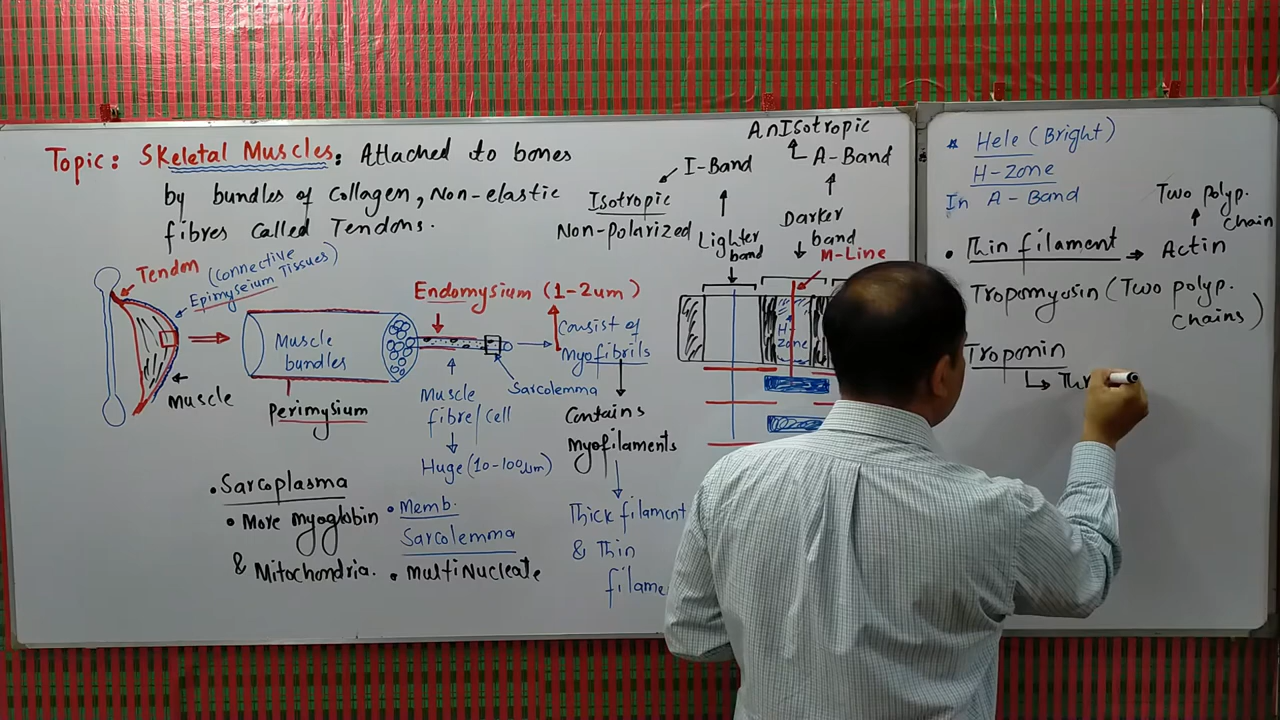 Topic: Skeletal Muscles: Attached to bones
by bundles of Collagen, Non-elastic
fibres Called Tendons.
Tendon
(Connective
Tissues)
Epimyseium
Muscle
Muscle
bundles
perimysium
Endomysium (1-2um)
Consist of
Myofibrils
Sarcolemma
Muscle
fibre/cell
Huge (10-100um)
Contains
Myofilaments
Thick filament
& Thin
filame
.Sarcoplasma
• More myoglobin
& Mitochondria.
• Memb.
Sarcolemma
• Multinucleate
AnIsotropic
I-Band
A-Band
Isotropic
Non-polarized
Lighter
band
Darker
band
M-Line
H-
Zone
* Hele (Bright)
H-Zone
In A-Band
Two polyp.
chain
• Thin filament → Actin
Tropomyosin (Two polyp.
chains)
Troponin
↳ Thr